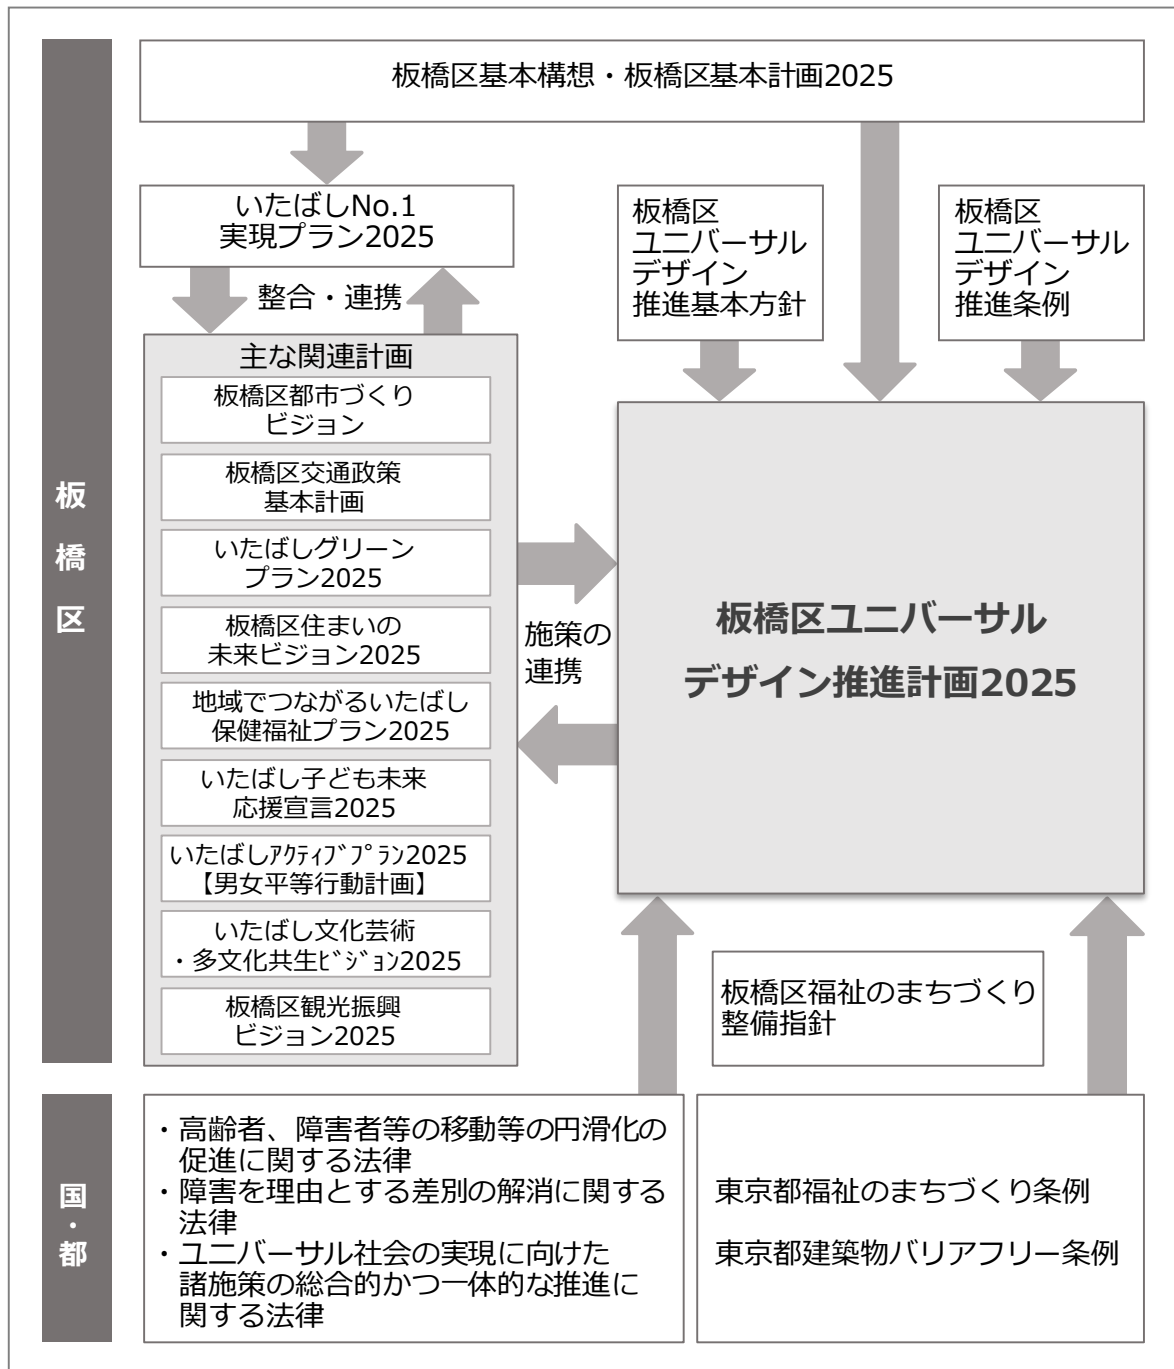 板橋区基本構想・板橋区基本計画2025
いたばしNo.1
実現プラン2025
板橋区
ユニバーサル
デザイン
推進基本方針
板橋区
ユニバーサル
デザイン
推進条例
整合・連携
主な関連計画
板橋区都市づくり
ビジョン
板橋区交通政策
基本計画
いたばしグリーン
プラン2025
板橋区住まいの
未来ビジョン2025
地域でつながるいたばし
保健福祉プラン2025
いたばし子ども未来
応援宣言2025
いたばしｱｸﾃｨﾌﾞﾌﾟﾗﾝ2025
【男女平等行動計画】
いたばし文化芸術
・多文化共生ﾋﾞｼﾞｮﾝ2025
板橋区観光振興
ビジョン2025
施策の
連携
板橋区ユニバーサル
デザイン推進計画2025
板橋区福祉のまちづくり
整備指針
板橋区
国・都
・高齢者、障害者等の移動等の円滑化の
促進に関する法律
・障害を理由とする差別の解消に関する
法律
・ユニバーサル社会の実現に向けた
諸施策の総合的かつ一体的な推進に
関する法律
東京都福祉のまちづくり条例
東京都建築物バリアフリー条例